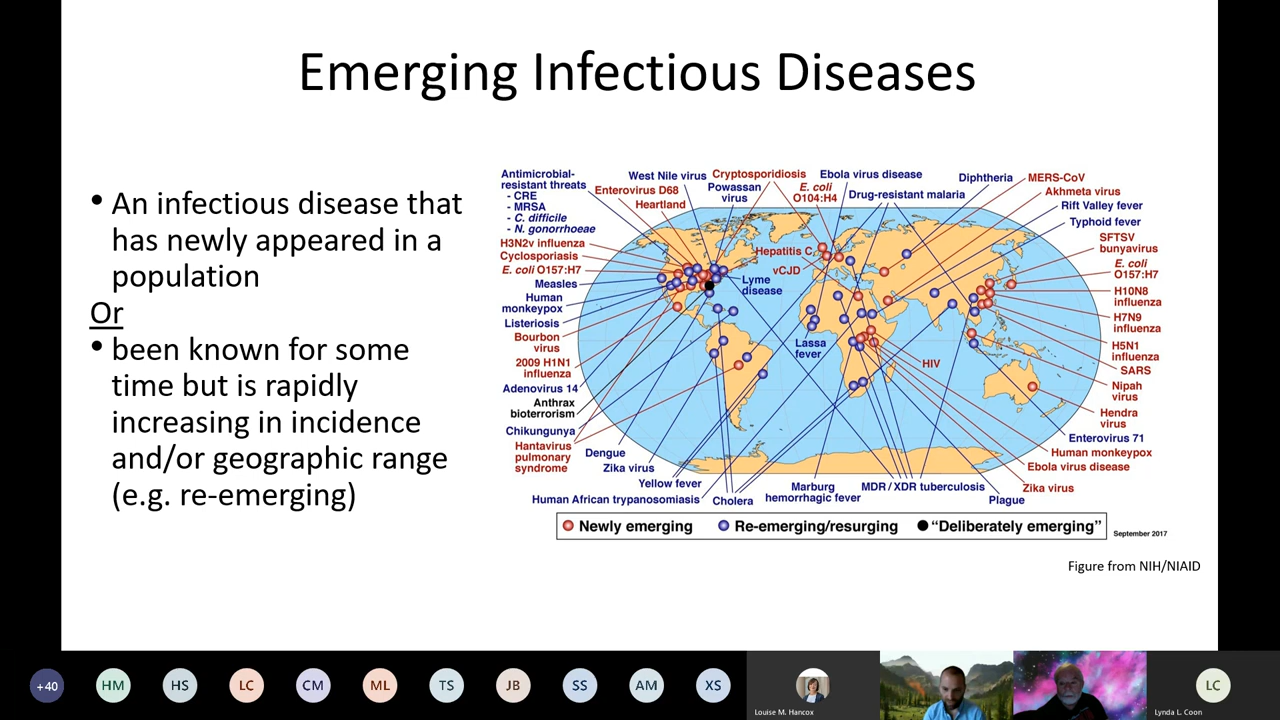 Emerging Infectious Diseases
• An infectious disease that
has newly appeared in a
population
Or
• been known for some
time but is rapidly
increasing in incidence
and/or geographic range
(e.g. re-emerging)
Antimicrobial-
resistant threats
- CRE
- MRSA
- C. difficile
- N. gonorrhoeae
H3N2v influenza
Cyclosporiasis
E. coli O157:H7
Measles
Human
monkeypox
Listeriosis
Bourbon
virus
2009 H1N1
influenza
Adenovirus 14
Anthrax
bioterrorism
Chikungunya
Hantavirus
pulmonary
syndrome
Enterovirus D68
Heartland
West Nile virus
Powassan
virus
Cryptosporidiosis
E. coli
O104:H4
Ebola virus disease
Drug-resistant malaria
Diphtheria
MERS-CoV
Akhmeta virus
Rift Valley fever
Typhoid fever
SFTSV
bunyavirus
E. coli
O157:H7
H10N8
influenza
H7N9
influenza
H5N1
influenza
SARS
Nipah
virus
Hendra
virus
Enterovirus 71
Human monkeypox
Ebola virus disease
Zika virus
Plague
Hepatitis C
vCJD
Lyme
disease
Lassa
fever
HIV
Dengue
Zika virus
Yellow fever
Human African trypanosomiasis
Cholera
Marburg
hemorrhagic fever
MDR / XDR tuberculosis
Newly emerging
Re-emerging/resurging
“Deliberately emerging”
September 2017
Figure from NIH/NIAID
+40
HM
HS
LC
CM
ML
TS
JB
SS
AM
XS
Louise M. Hancox
LC
Lynda L. Coon